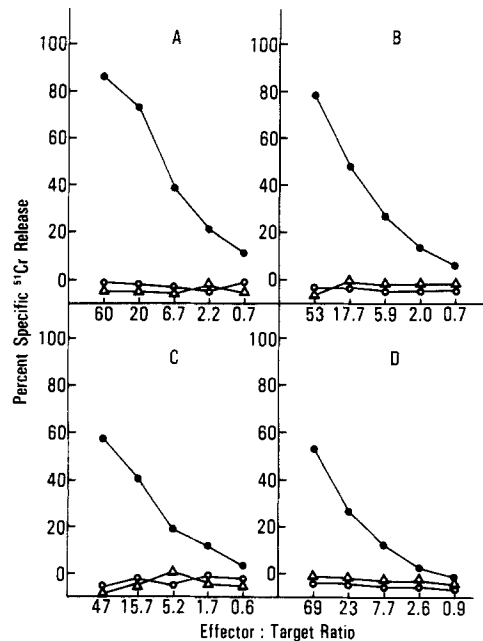 A
100
80
60
40
20
0
60 20 6.7 2.2 0.7
B
100
80
60
40
20
0
53 17.7 5.9 2.0 0.7
Percent Specific ⁵¹Cr Release
C
100
80
60
40
20
0
47 15.7 5.2 1.7 0.6
D
100
80
60
40
20
0
69 23 7.7 2.6 0.9
Effector : Target Ratio